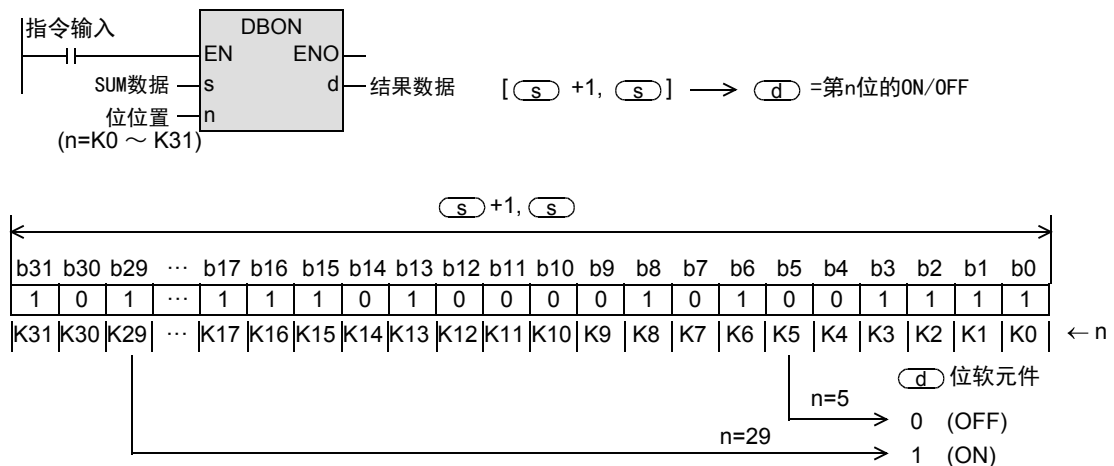 指令输入
DBON
EN ENO
SUM数据 s d 结果数据 [ s +1, s ] → d =第n位的ON/OFF
位位置 n
(n=K0 ～ K31)
s +1, s
b31 b30 b29 … b17 b16 b15 b14 b13 b12 b11 b10 b9 b8 b7 b6 b5 b4 b3 b2 b1 b0
1 0 1 … 1 1 1 0 1 0 0 0 0 1 0 1 0 0 1 1 1 1
K31 K30 K29 … K17 K16 K15 K14 K13 K12 K11 K10 K9 K8 K7 K6 K5 K4 K3 K2 K1 K0 ← n
d 位软元件
n=5
0 (OFF)
n=29
1 (ON)